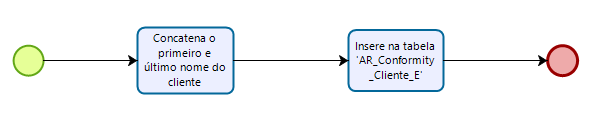 Concatena o
primeiro e
último nome do
cliente
Insere na tabela
'AR_Conformity
_Cliente_E'